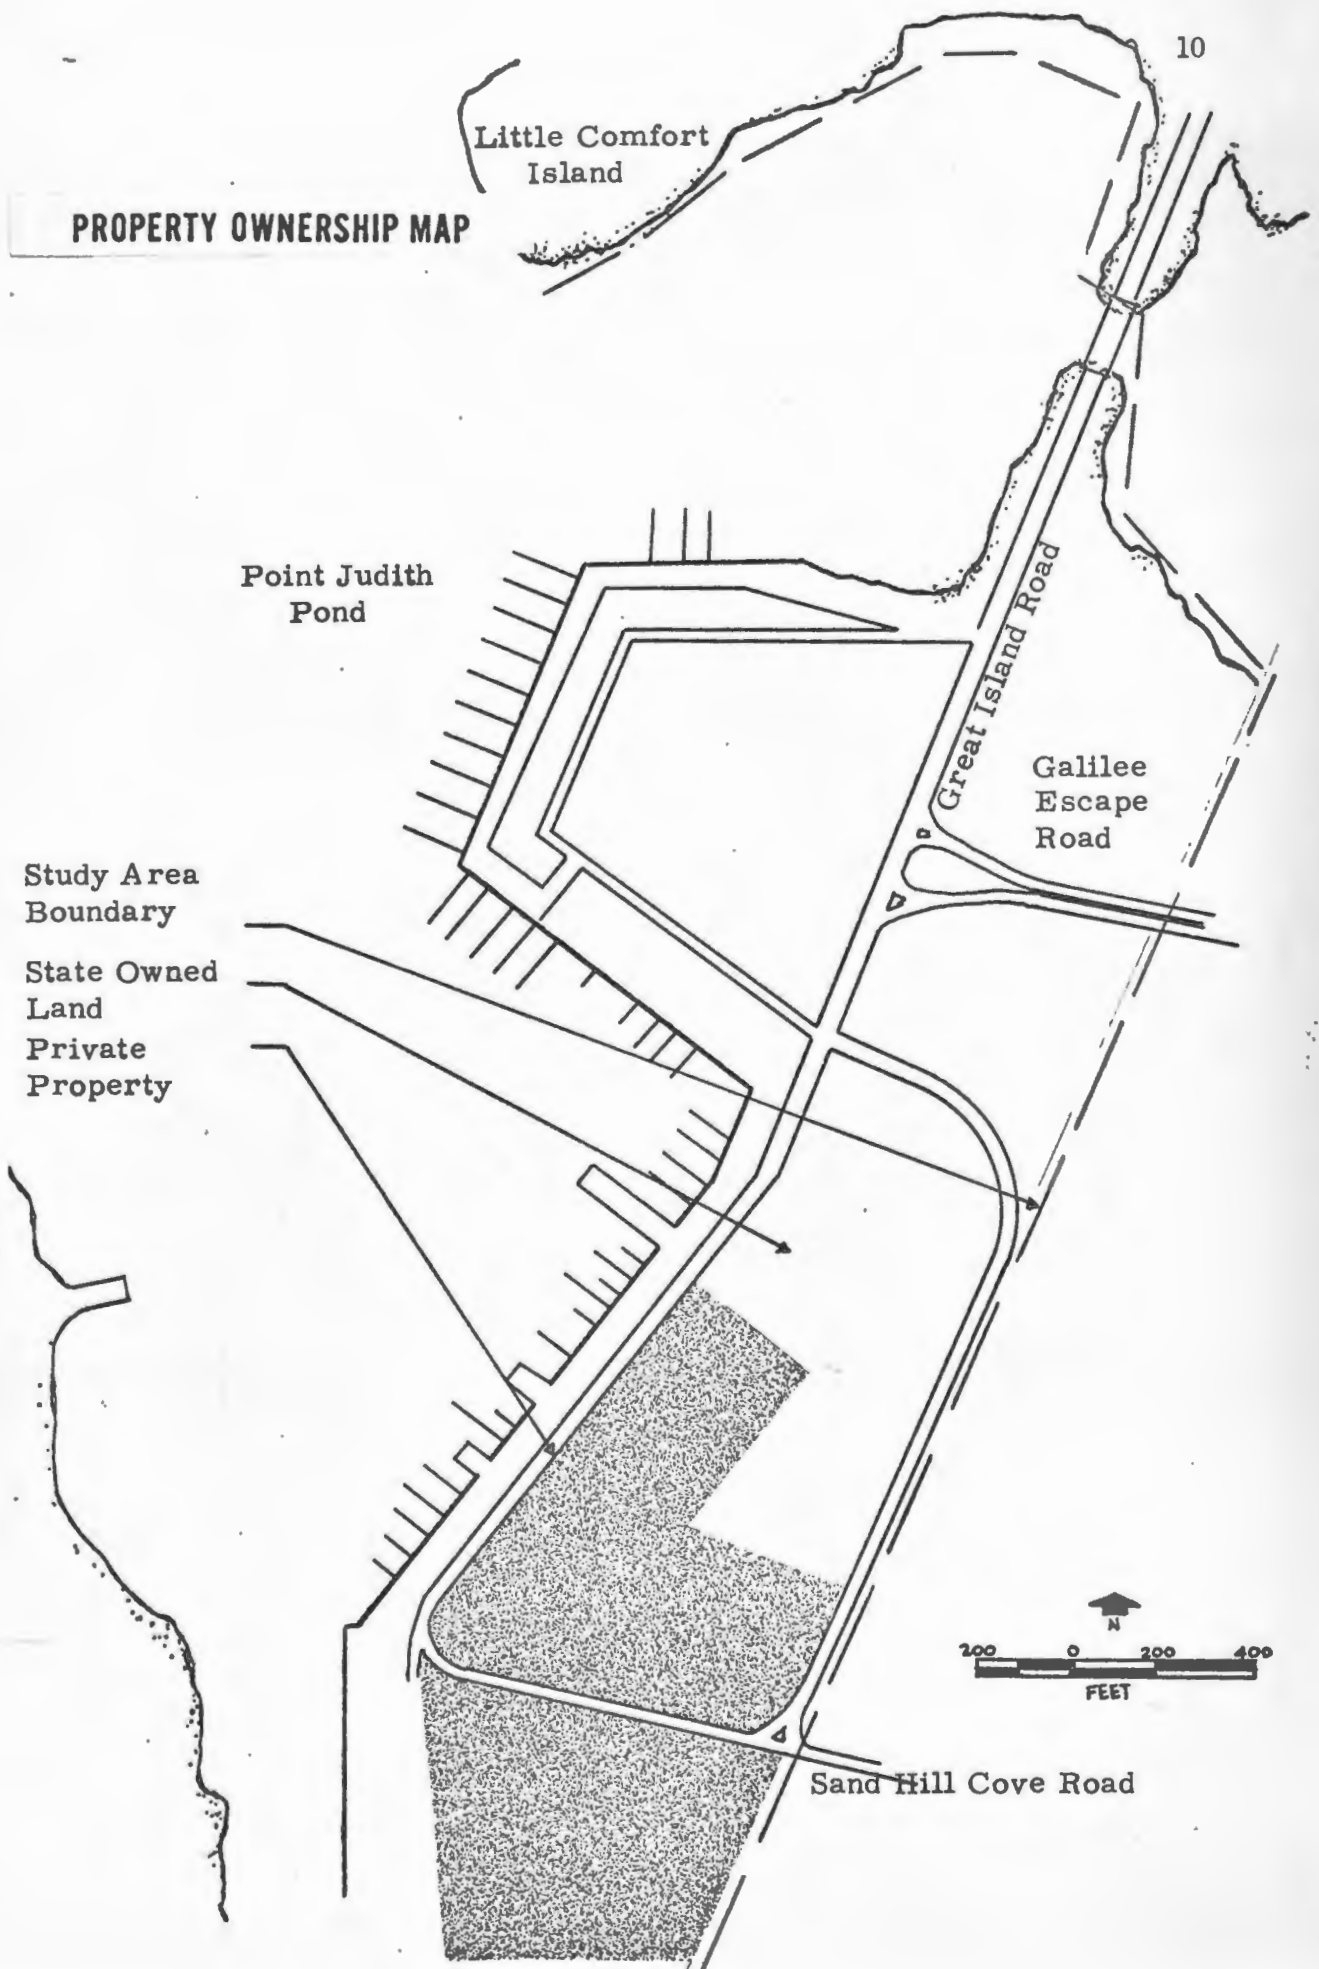 10
Little Comfort
Island
PROPERTY OWNERSHIP MAP
Point Judith
Pond
Great Island Road
Galilee
Escape
Road
Study Area
Boundary
State Owned
Land
Private
Property
N
200 0 200 400
FEET
Sand Hill Cove Road